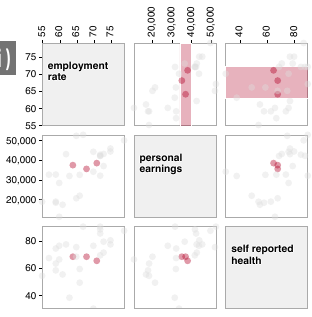 55 60 65 70 75
20,000 30,000 40,000 50,000
40 60 80
i)
75
70
65
60
55
employment
rate
50,000
40,000
30,000
20,000
personal
earnings
80
60
40
self reported
health